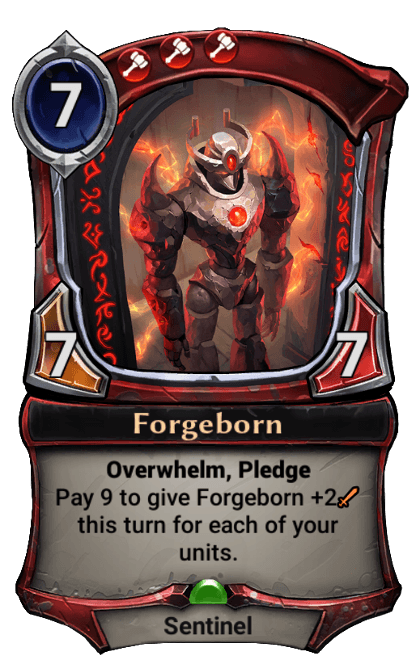 7
7
7
Forgeborn
Overwhelm, Pledge
Pay 9 to give Forgeborn +2
this turn for each of your
units.
Sentinel